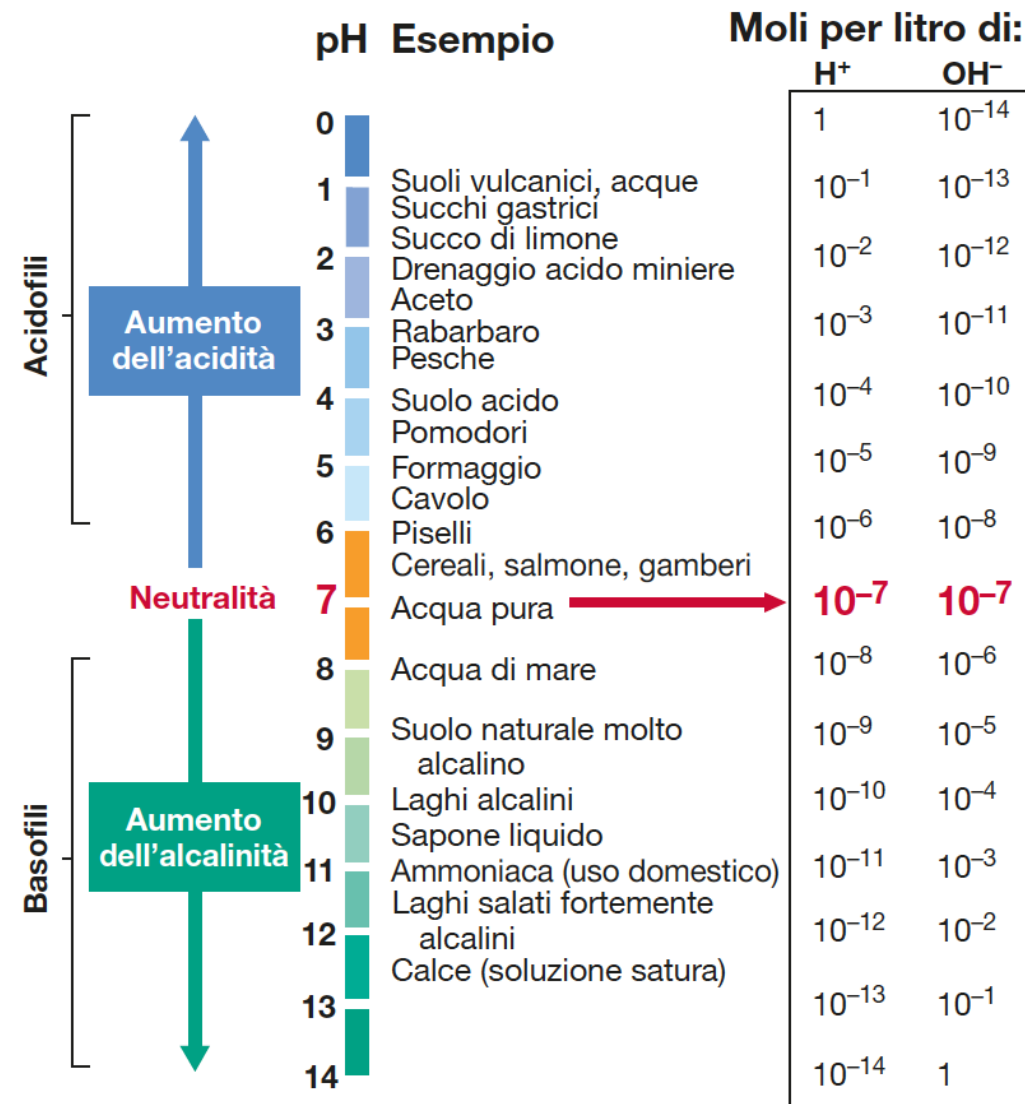 pH Esempio Moli per litro di:
H⁺ OH⁻
0 1 10⁻¹⁴
1 Suoli vulcanici, acque 10⁻¹ 10⁻¹³
Succhi gastrici
Succo di limone
2 10⁻² 10⁻¹²
Drenaggio acido miniere
Aceto
3 Rabarbaro 10⁻³ 10⁻¹¹
Pesche
4 Suolo acido 10⁻⁴ 10⁻¹⁰
Pomodori
5 Formaggio 10⁻⁵ 10⁻⁹
Cavolo
6 Piselli 10⁻⁶ 10⁻⁸
Cereali, salmone, gamberi
Neutralità 7 Acqua pura 10⁻⁷ 10⁻⁷
8 Acqua di mare 10⁻⁸ 10⁻⁶
9 Suolo naturale molto 10⁻⁹ 10⁻⁵
alcalino
10 Laghi alcalini 10⁻¹⁰ 10⁻⁴
Sapone liquido
11 Ammoniaca (uso domestico) 10⁻¹¹ 10⁻³
Laghi salati fortemente
12 alcalini 10⁻¹² 10⁻²
Calce (soluzione satura)
13 10⁻¹³ 10⁻¹
14 10⁻¹⁴ 1
Acidofili
Aumento
dell'acidità
Basofili
Aumento
dell'alcalinità